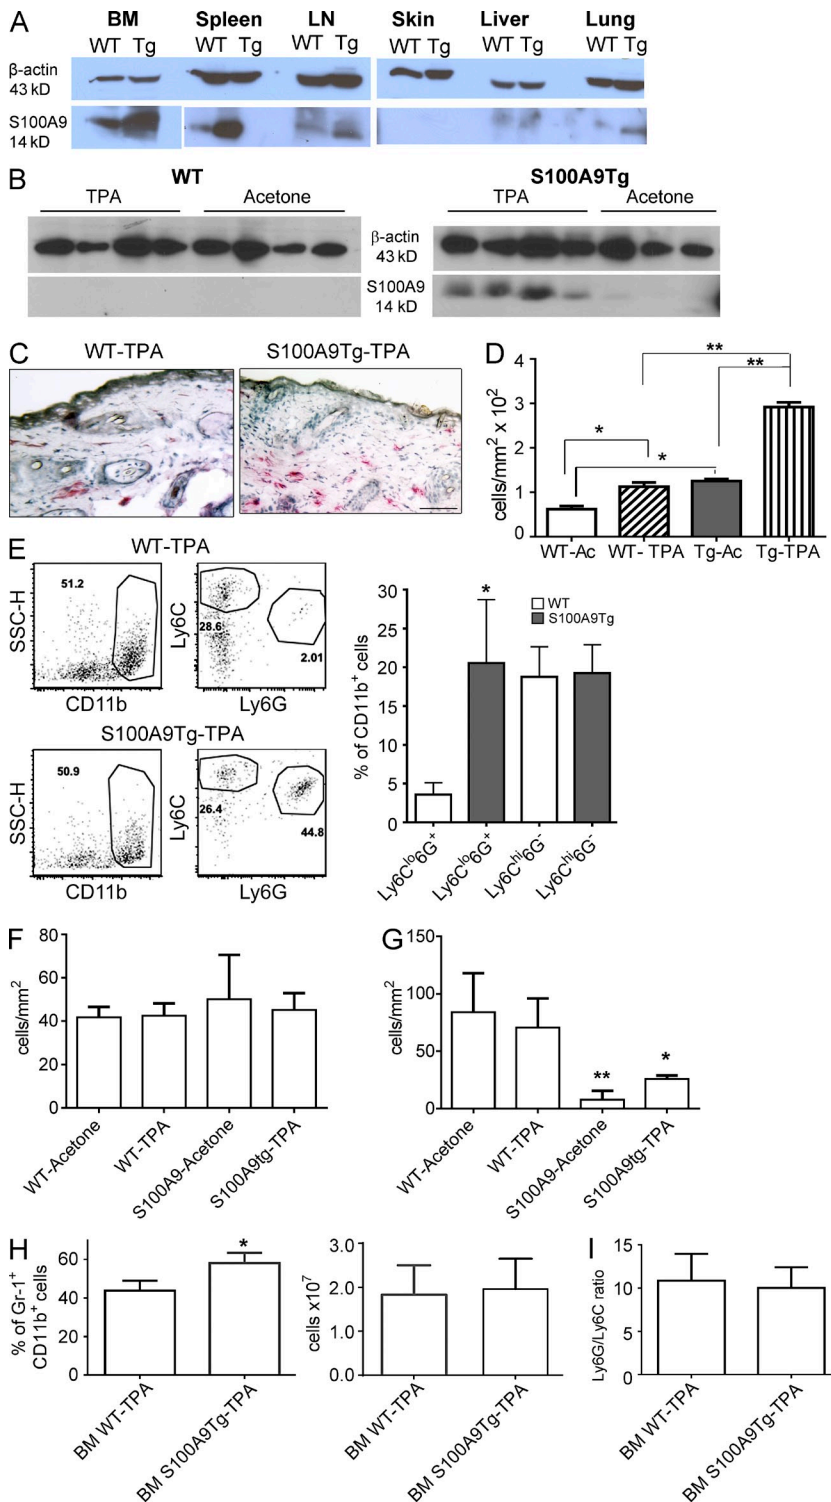 A
BM Spleen LN Skin Liver Lung
WT Tg WT Tg WT Tg WT Tg WT Tg WT Tg
β-actin
43 kD
S100A9
14 kD
B
WT S100A9Tg
TPA Acetone TPA Acetone
β-actin
43 kD
S100A9
14 kD
C
WT-TPA S100A9Tg-TPA
D
cells/mm² x 10²
4
3
2
1
0
** ** * *
WT-Ac WT- TPA Tg-Ac Tg-TPA
E
WT-TPA
SSC-H
51.2
CD11b
Ly6C
28.6
2.01
Ly6G
S100A9Tg-TPA
SSC-H
50.9
CD11b
Ly6C
26.4
44.8
Ly6G
% of CD11b⁺ cells
30
25
20
15
10
5
0
*
WT
S100A9Tg
Ly6Cˡᵒ6G⁺ Ly6Cˡᵒ6G⁺ Ly6Cʰⁱ6G⁻ Ly6Cʰⁱ6G⁻
F
cells/mm²
80
60
40
20
0
WT-Acetone WT-TPA S100A9-Acetone S100A9tg-TPA
G
cells/mm²
150
100
50
0
** *
WT-Acetone WT-TPA S100A9-Acetone S100A9tg-TPA
H
% of Gr-1⁺
CD11b⁺ cells
60
40
20
0
*
BM WT-TPA BM S100A9Tg-TPA
cells x10⁷
3.0
2.0
1.0
0.0
BM WT-TPA BM S100A9Tg-TPA
I
Ly6G/Ly6C ratio
15
10
5
0
BM WT-TPA BM S100A9Tg-TPA